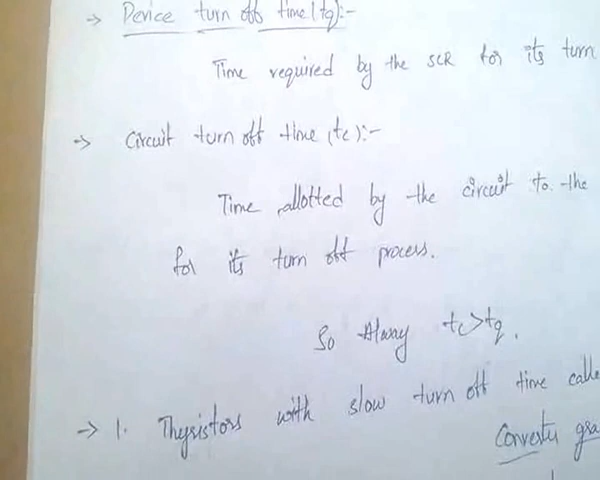 → Device turn off time (tq):-
Time required by the SCR for its turn
→ Circuit turn off time (tc):-
Time allotted by the circuit to the
for its turn off process.
So Alway tc>tq.
→ 1. Thyristors with slow turn off time calle
Converter gra